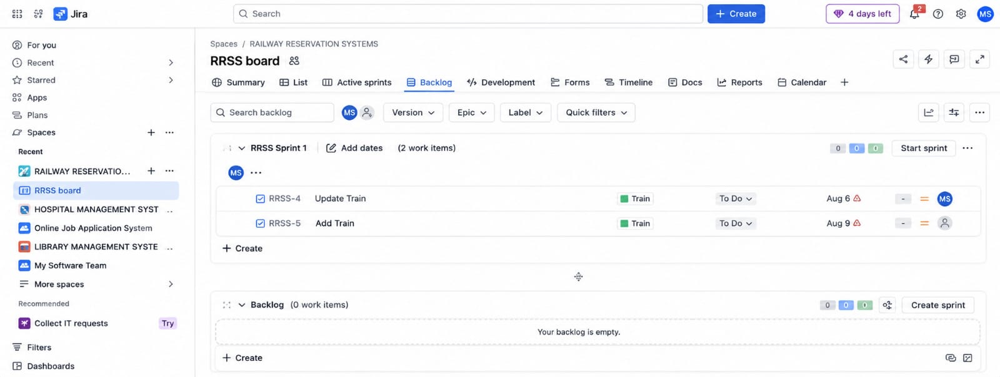 Jira
Search
Create
4 days left
2
MS
For you
Recent
Starred
Apps
Plans
Spaces
Recent
RAILWAY RESERVATIO...
RRSS board
HOSPITAL MANAGEMENT SYST ..
Online Job Application System
LIBRARY MANAGEMENT SYSTE ..
My Software Team
More spaces
Recommended
Collect IT requests Try
Filters
Dashboards
Spaces / RAILWAY RESERVATION SYSTEMS
RRSS board
Summary List Active sprints Backlog Development Forms Timeline Docs Reports Calendar
Search backlog MS Version Epic Label Quick filters
RRSS Sprint 1 Add dates (2 work items) 0 0 0 Start sprint
MS
RRSS-4 Update Train Train To Do Aug 6 - MS
RRSS-5 Add Train Train To Do Aug 9 -
Create
Backlog (0 work items) 0 0 0 Create sprint
Your backlog is empty.
Create